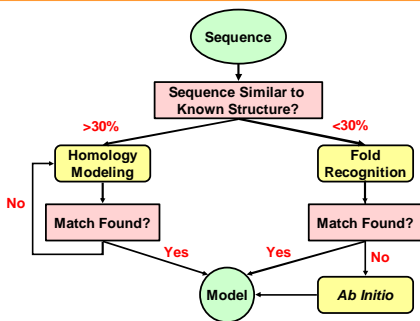 Sequence
Sequence Similar to
Known Structure?
>30%
<30%
Homology
Modeling
Fold
Recognition
No
Match Found?
Match Found?
Yes
Yes
No
Model
Ab Initio